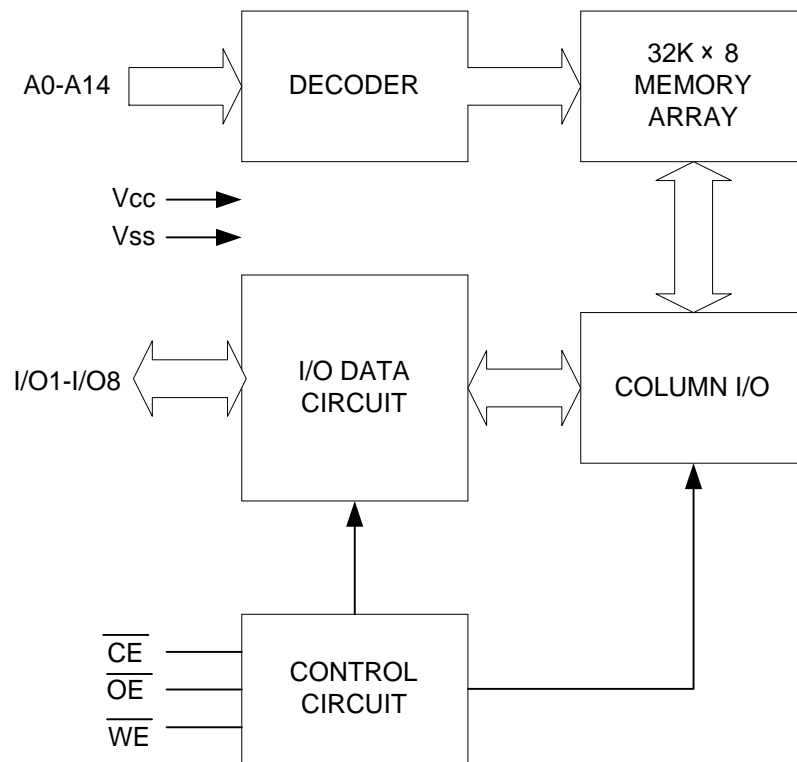 A0-A14
DECODER
32K × 8
MEMORY
ARRAY
Vcc
Vss
I/O1-I/O8
I/O DATA
CIRCUIT
COLUMN I/O
CE
OE
WE
CONTROL
CIRCUIT